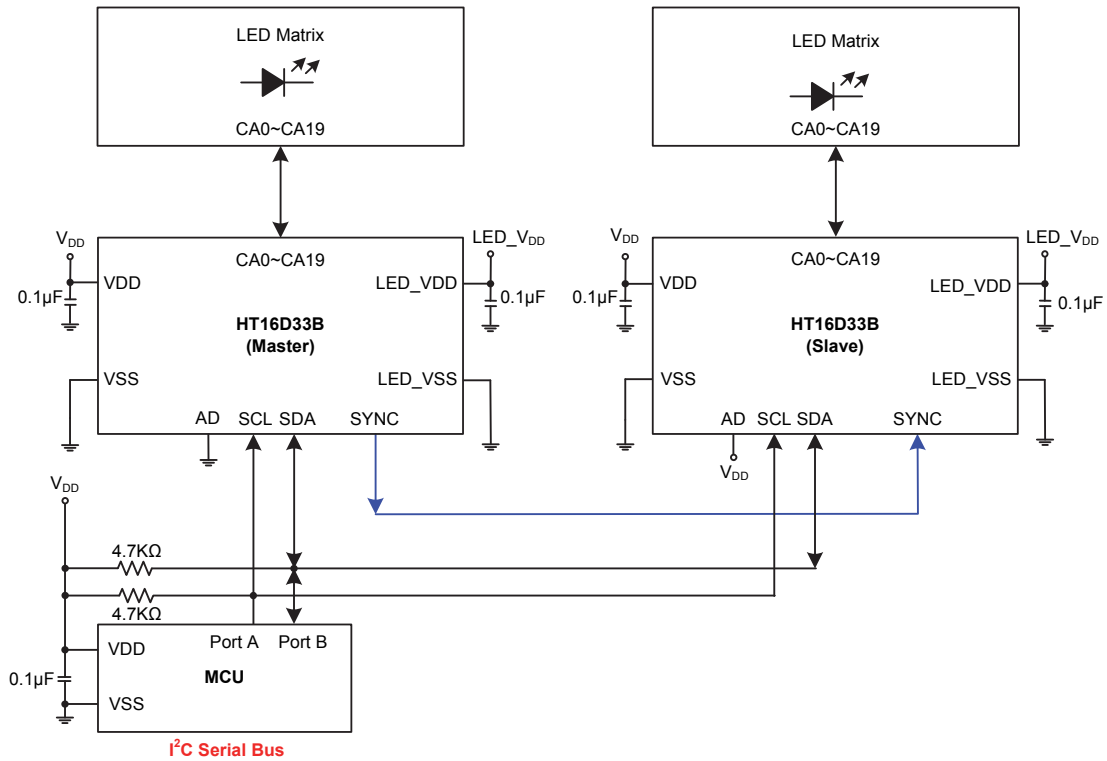 LED Matrix
CA0~CA19
LED Matrix
CA0~CA19
VDD
0.1µF
CA0~CA19
VDD
LED_VDD
HT16D33B
(Master)
VSS
LED_VSS
AD
SCL
SDA
SYNC
LED_VDD
0.1µF
VDD
0.1µF
CA0~CA19
VDD
LED_VDD
HT16D33B
(Slave)
VSS
LED_VSS
AD
SCL
SDA
SYNC
LED_VDD
0.1µF
VDD
VDD
4.7KΩ
4.7KΩ
Port A
Port B
VDD
MCU
0.1µF
VSS
I²C Serial Bus